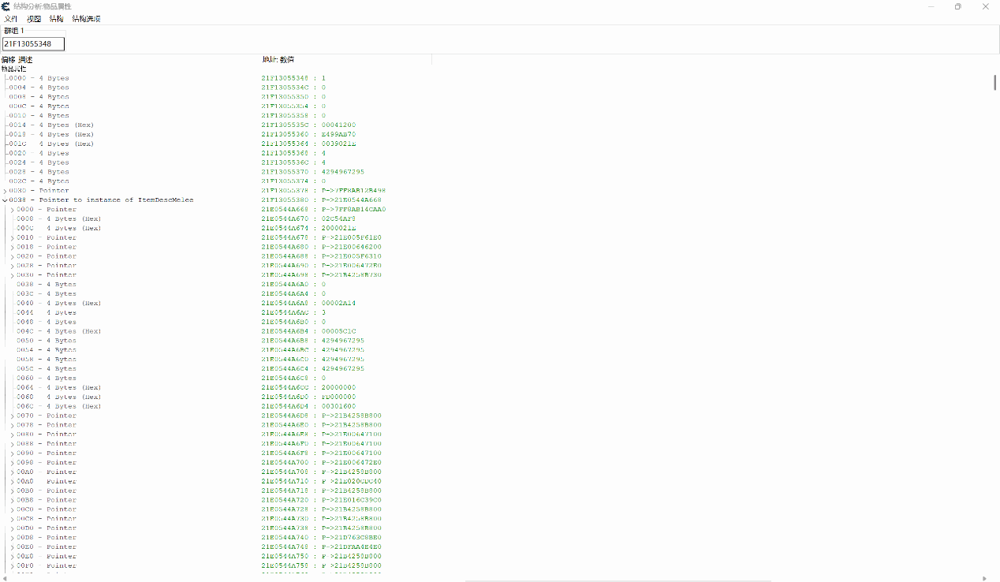 结构分析:物品属性
文件 视图 结构 结构选项
群组 1
21F13055348
偏移 描述 地址: 数值
物品属性
0000 - 4 Bytes 21F13055348 : 1
0004 - 4 Bytes 21F1305534C : 0
0008 - 4 Bytes 21F13055350 : 0
000C - 4 Bytes 21F13055354 : 0
0010 - 4 Bytes 21F13055358 : 0
0014 - 4 Bytes (Hex) 21F1305535C : 00041200
0018 - 4 Bytes (Hex) 21F13055360 : E499AB70
001C - 4 Bytes (Hex) 21F13055364 : 0039021E
0020 - 4 Bytes 21F13055368 : 4
0024 - 4 Bytes 21F1305536C : 4
0028 - 4 Bytes 21F13055370 : 4294967295
002C - 4 Bytes 21F13055374 : 0
0030 - Pointer 21F13055378 : P->7FF8AB12B498
0038 - Pointer to instance of ItemDescMelee 21F13055380 : P->21E0544A668
0000 - Pointer 21E0544A668 : P->7FF8AB14CAA0
0008 - 4 Bytes (Hex) 21E0544A670 : 02C54AF8
000C - 4 Bytes (Hex) 21E0544A674 : 2000021E
0010 - Pointer 21E0544A678 : P->21E005F61E0
0018 - Pointer 21E0544A680 : P->21E00646200
0020 - Pointer 21E0544A688 : P->21E005F6310
0028 - Pointer 21E0544A690 : P->21E006472E0
0030 - Pointer 21E0544A698 : P->21B4258B730
0038 - 4 Bytes 21E0544A6A0 : 0
003C - 4 Bytes 21E0544A6A4 : 0
0040 - 4 Bytes (Hex) 21E0544A6A8 : 00002A14
0044 - 4 Bytes 21E0544A6AC : 3
0048 - 4 Bytes 21E0544A6B0 : 0
004C - 4 Bytes (Hex) 21E0544A6B4 : 00005C1C
0050 - 4 Bytes 21E0544A6B8 : 4294967295
0054 - 4 Bytes 21E0544A6BC : 4294967295
0058 - 4 Bytes 21E0544A6C0 : 4294967295
005C - 4 Bytes 21E0544A6C4 : 4294967295
0060 - 4 Bytes 21E0544A6C8 : 0
0064 - 4 Bytes (Hex) 21E0544A6CC : 20000000
0068 - 4 Bytes (Hex) 21E0544A6D0 : FD000000
006C - 4 Bytes (Hex) 21E0544A6D4 : 00301600
0070 - Pointer 21E0544A6D8 : P->21B4258B800
0078 - Pointer 21E0544A6E0 : P->21B4258B800
0080 - Pointer 21E0544A6E8 : P->21E00647100
0088 - Pointer 21E0544A6F0 : P->21E00647100
0090 - Pointer 21E0544A6F8 : P->21E00647100
0098 - Pointer 21E0544A700 : P->21E006472E0
00A0 - Pointer 21E0544A708 : P->21B4258B800
00A8 - Pointer 21E0544A710 : P->21E020CDC40
00B0 - Pointer 21E0544A718 : P->21B4258B800
00B8 - Pointer 21E0544A720 : P->21E016C39C0
00C0 - Pointer 21E0544A728 : P->21B4258B800
00C8 - Pointer 21E0544A730 : P->21B4258B800
00D0 - Pointer 21E0544A738 : P->21B4258B800
00D8 - Pointer 21E0544A740 : P->21D763C8BE0
00E0 - Pointer 21E0544A748 : P->21DFAA4E4E0
00E8 - Pointer 21E0544A750 : P->21B4258B800
00F0 - Pointer 21E0544A758 : P->21B4258B800